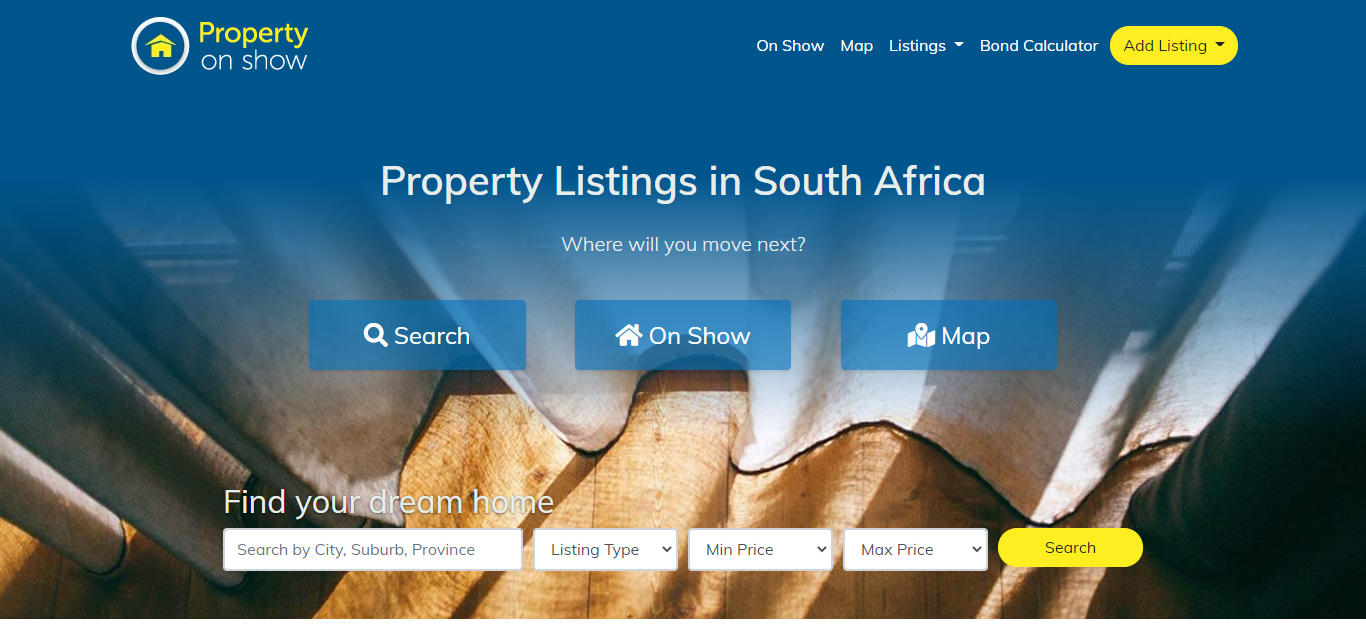 Property
on show
On Show
Map
Listings
Bond Calculator
Add Listing
Property Listings in South Africa
Where will you move next?
Search
On Show
Map
Find your dream home
Search by City, Suburb, Province
Listing Type
Min Price
Max Price
Search